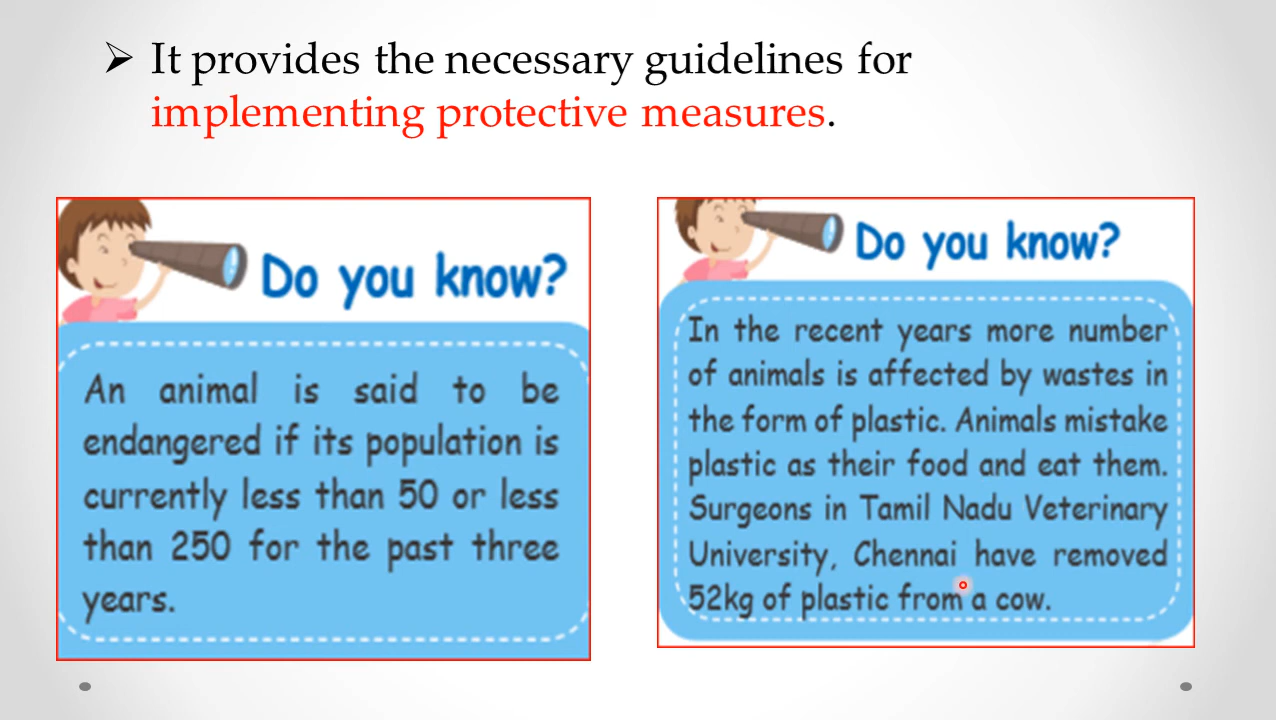 It provides the necessary guidelines for
implementing protective measures.
Do you know?
An animal is said to be
endangered if its population is
currently less than 50 or less
than 250 for the past three
years.
Do you know?
In the recent years more number
of animals is affected by wastes in
the form of plastic. Animals mistake
plastic as their food and eat them.
Surgeons in Tamil Nadu Veterinary
University, Chennai have removed
52kg of plastic from a cow.